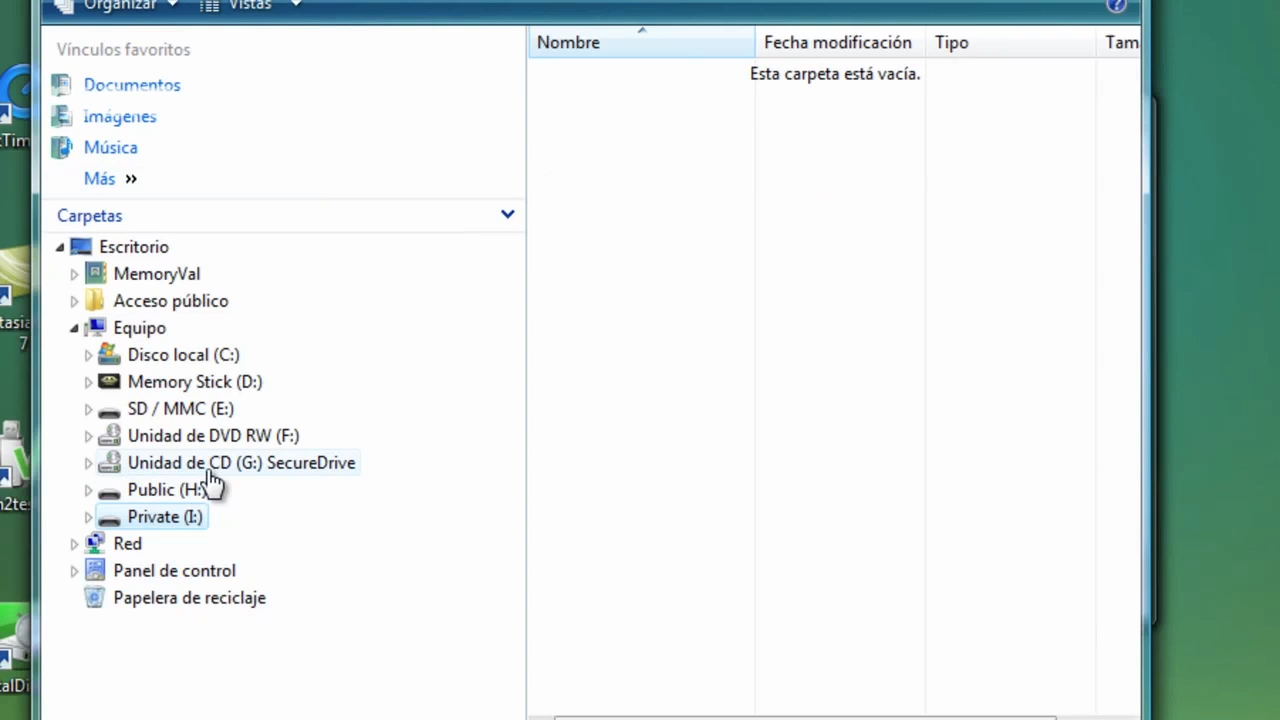 Organizar
Vistas
Vínculos favoritos
Documentos
Imágenes
Música
Más
Carpetas
Escritorio
MemoryVal
Acceso público
Equipo
Disco local (C:)
Memory Stick (D:)
SD / MMC (E:)
Unidad de DVD RW (F:)
Unidad de CD (G:) SecureDrive
Public (H:)
Private (I:)
Red
Panel de control
Papelera de reciclaje
Nombre Fecha modificación Tipo Tam
Esta carpeta está vacía.
7